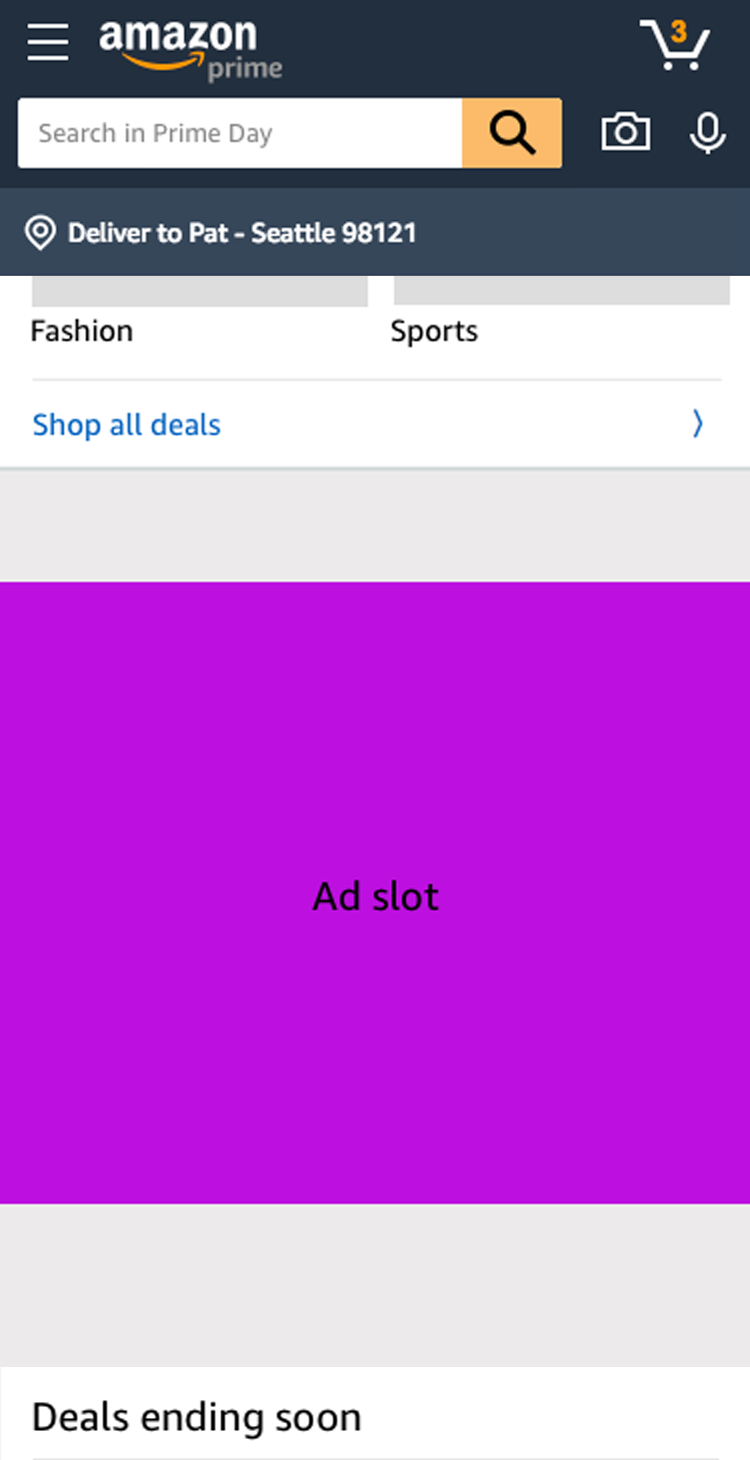 amazon
prime
3
Search in Prime Day
Deliver to Pat - Seattle 98121
Fashion
Sports
Shop all deals
Ad slot
Deals ending soon